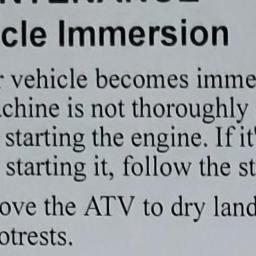 MAINTENANCE
cle Immersion
r vehicle becomes imme
chine is not thoroughly
starting the engine. If it'
starting it, follow the st
ove the ATV to dry land
otrests.